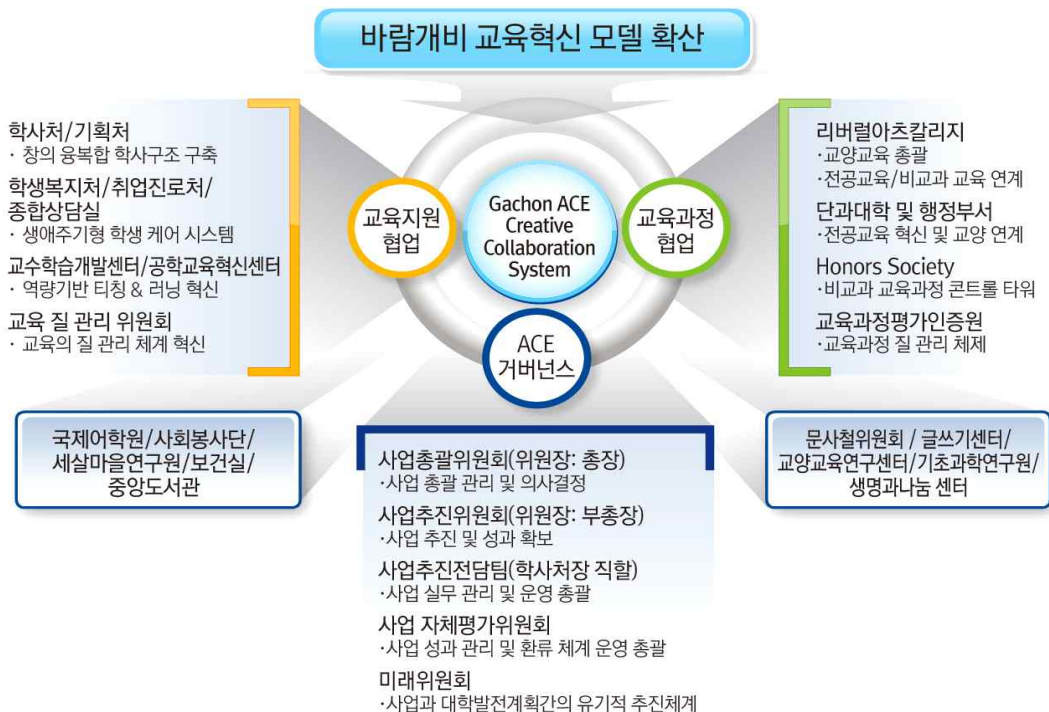 바람개비 교육혁신 모델 확산
학사처/기획처
· 창의 융복합 학사구조 구축
학생복지처/취업진로처/
종합상담실
· 생애주기형 학생 케어 시스템
교수학습개발센터/공학교육혁신센터
· 역량기반 티칭 & 러닝 혁신
교육 질 관리 위원회
· 교육의 질 관리 체계 혁신
교육지원
협업
Gachon ACE
Creative
Collaboration
System
교육과정
협업
ACE
거버넌스
리버럴아츠칼리지
·교양교육 총괄
·전공교육/비교과 교육 연계
단과대학 및 행정부서
·전공교육 혁신 및 교양 연계
Honors Society
·비교과 교육과정 콘트롤 타워
교육과정평가인증원
·교육과정 질 관리 체제
국제어학원/사회봉사단/
세살마을연구원/보건실/
중앙도서관
사업총괄위원회(위원장: 총장)
·사업 총괄 관리 및 의사결정
사업추진위원회(위원장: 부총장)
·사업 추진 및 성과 확보
사업추진전담팀(학사처장 직할)
·사업 실무 관리 및 운영 총괄
사업 자체평가위원회
·사업 성과 관리 및 환류 체계 운영 총괄
미래위원회
·사업과 대학발전계획간의 유기적 추진체계
문사철위원회 / 글쓰기센터/
교양교육연구센터/기초과학연구원/
생명과나눔 센터